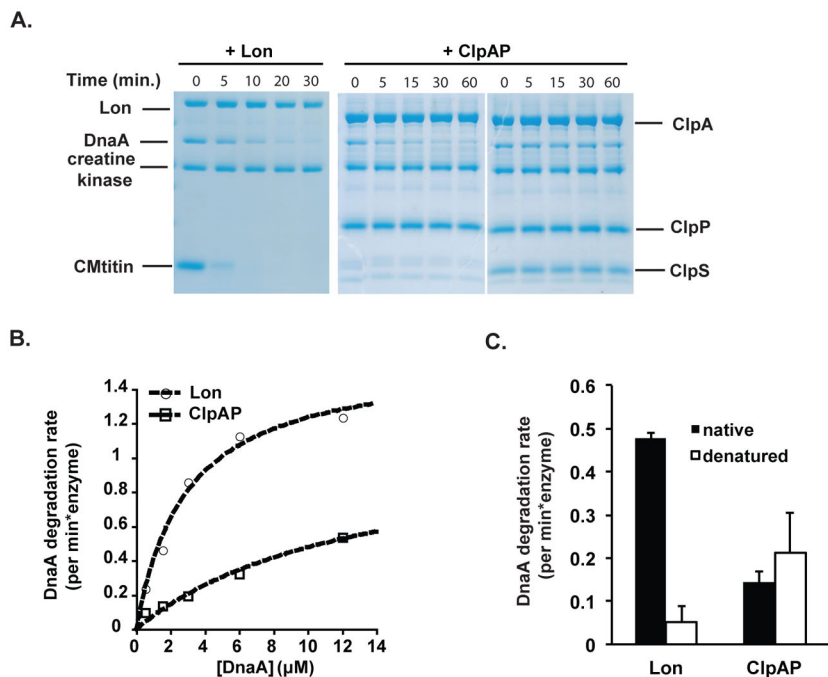 A.
+ Lon
+ ClpAP
Time (min.) 0 5 10 20 30
0 5 15 30 60
0 5 15 30 60
Lon
DnaA
creatine
kinase
CMtitin
ClpA
ClpP
ClpS
B.
Lon
ClpAP
DnaA degradation rate
(per min*enzyme)
1.4
1.2
1
0.8
0.6
0.4
0.2
0
0 2 4 6 8 10 12 14
[DnaA] (μM)
C.
native
denatured
DnaA degradation rate
(per min*enzyme)
0.6
0.5
0.4
0.3
0.2
0.1
0
Lon ClpAP